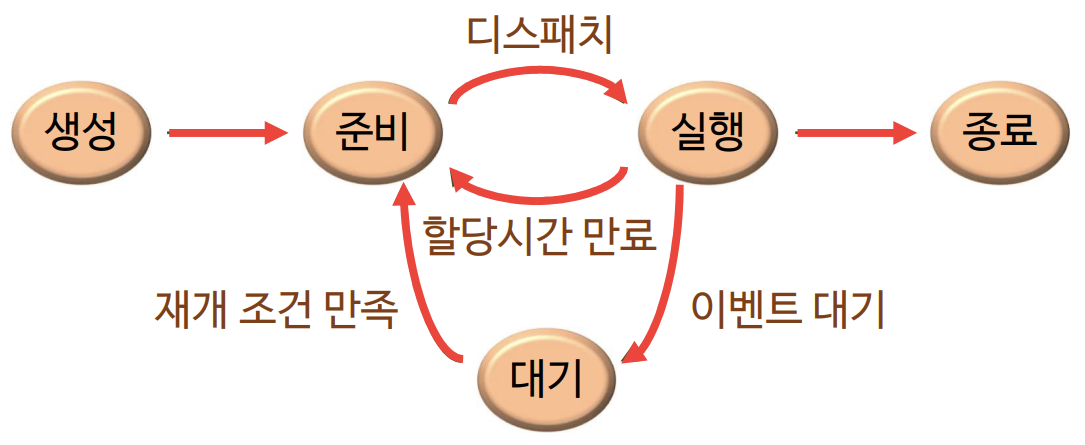 디스패치
생성
준비
실행
종료
할당시간 만료
재개 조건 만족
이벤트 대기
대기